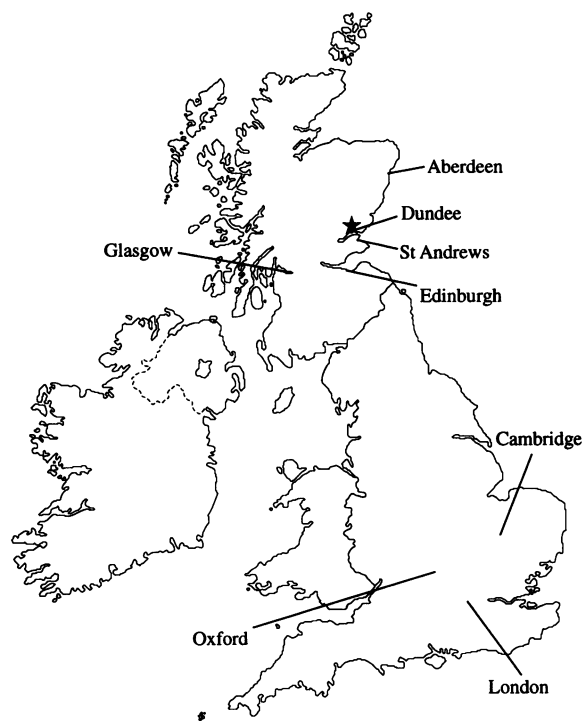 Aberdeen
Dundee
St Andrews
Glasgow
Edinburgh
Cambridge
Oxford
London